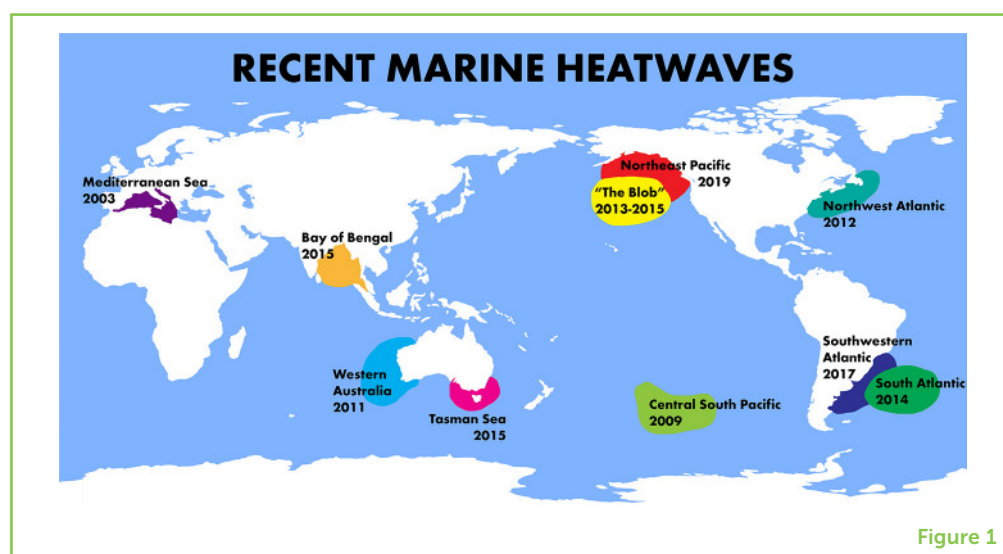 RECENT MARINE HEATWAVES
Mediterranean Sea
2003
Northeast Pacific
2019
"The Blob"
2013-2015
Northwest Atlantic
2012
Bay of Bengal
2015
Western
Australia
2011
Tasman Sea
2015
Central South Pacific
2009
Southwestern
Atlantic
2017
South Atlantic
2014
Figure 1